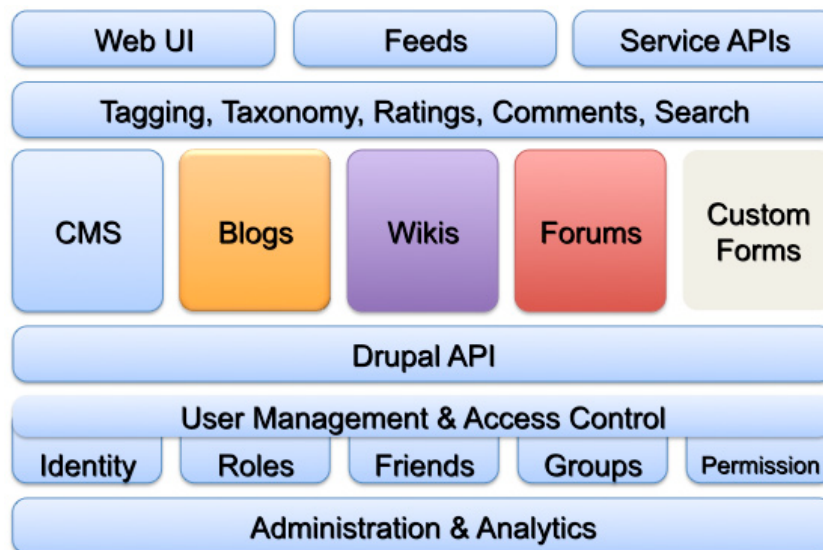 Web UI
Feeds
Service APIs
Tagging, Taxonomy, Ratings, Comments, Search
CMS
Blogs
Wikis
Forums
Custom
Forms
Drupal API
User Management & Access Control
Identity
Roles
Friends
Groups
Permission
Administration & Analytics